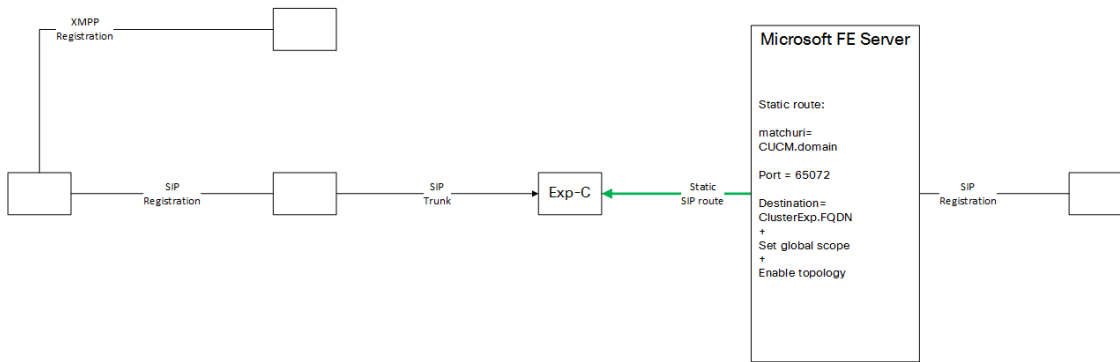 XMPP
Registration
Microsoft FE Server
Static route:
matchuri=
CUCM.domain
Port = 65072
Destination=
ClusterExp.FQDN
+
Set global scope
+
Enable topology
SIP
Registration
SIP
Trunk
Exp-C
Static
SIP route
SIP
Registration